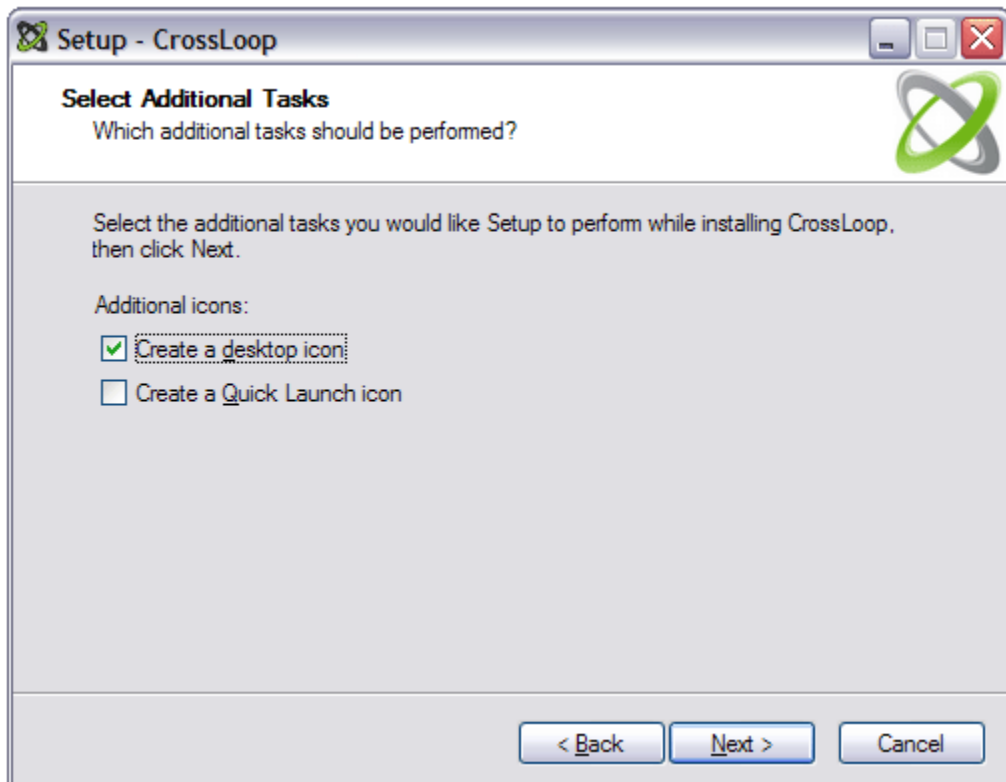 Setup - CrossLoop
Select Additional Tasks
Which additional tasks should be performed?
Select the additional tasks you would like Setup to perform while installing CrossLoop,
then click Next.
Additional icons:
Create a desktop icon
Create a Quick Launch icon
< Back Next > Cancel